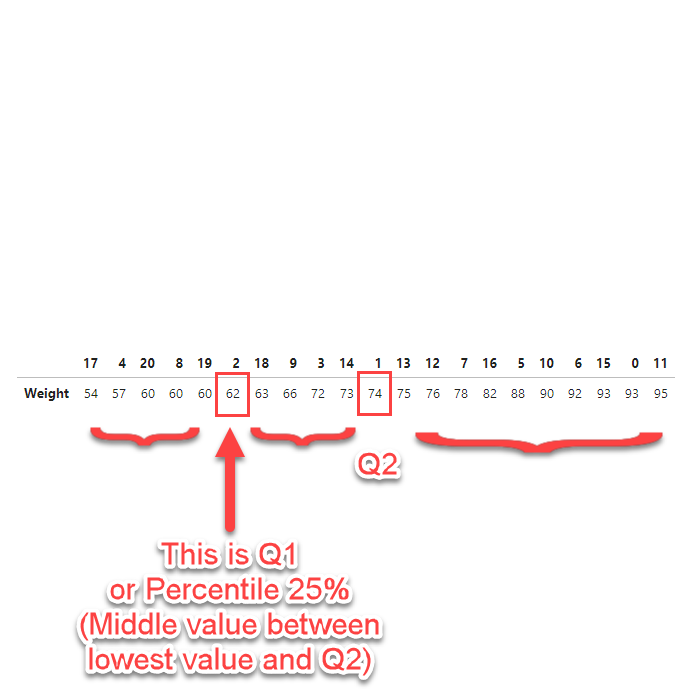 17 4 20 8 19 2 18 9 3 14 1 13 12 7 16 5 10 6 15 0 11
Weight 54 57 60 60 60 62 63 66 72 73 74 75 76 78 82 88 90 92 93 93 95
Q2
This is Q1
or Percentile 25%
(Middle value between
lowest value and Q2)